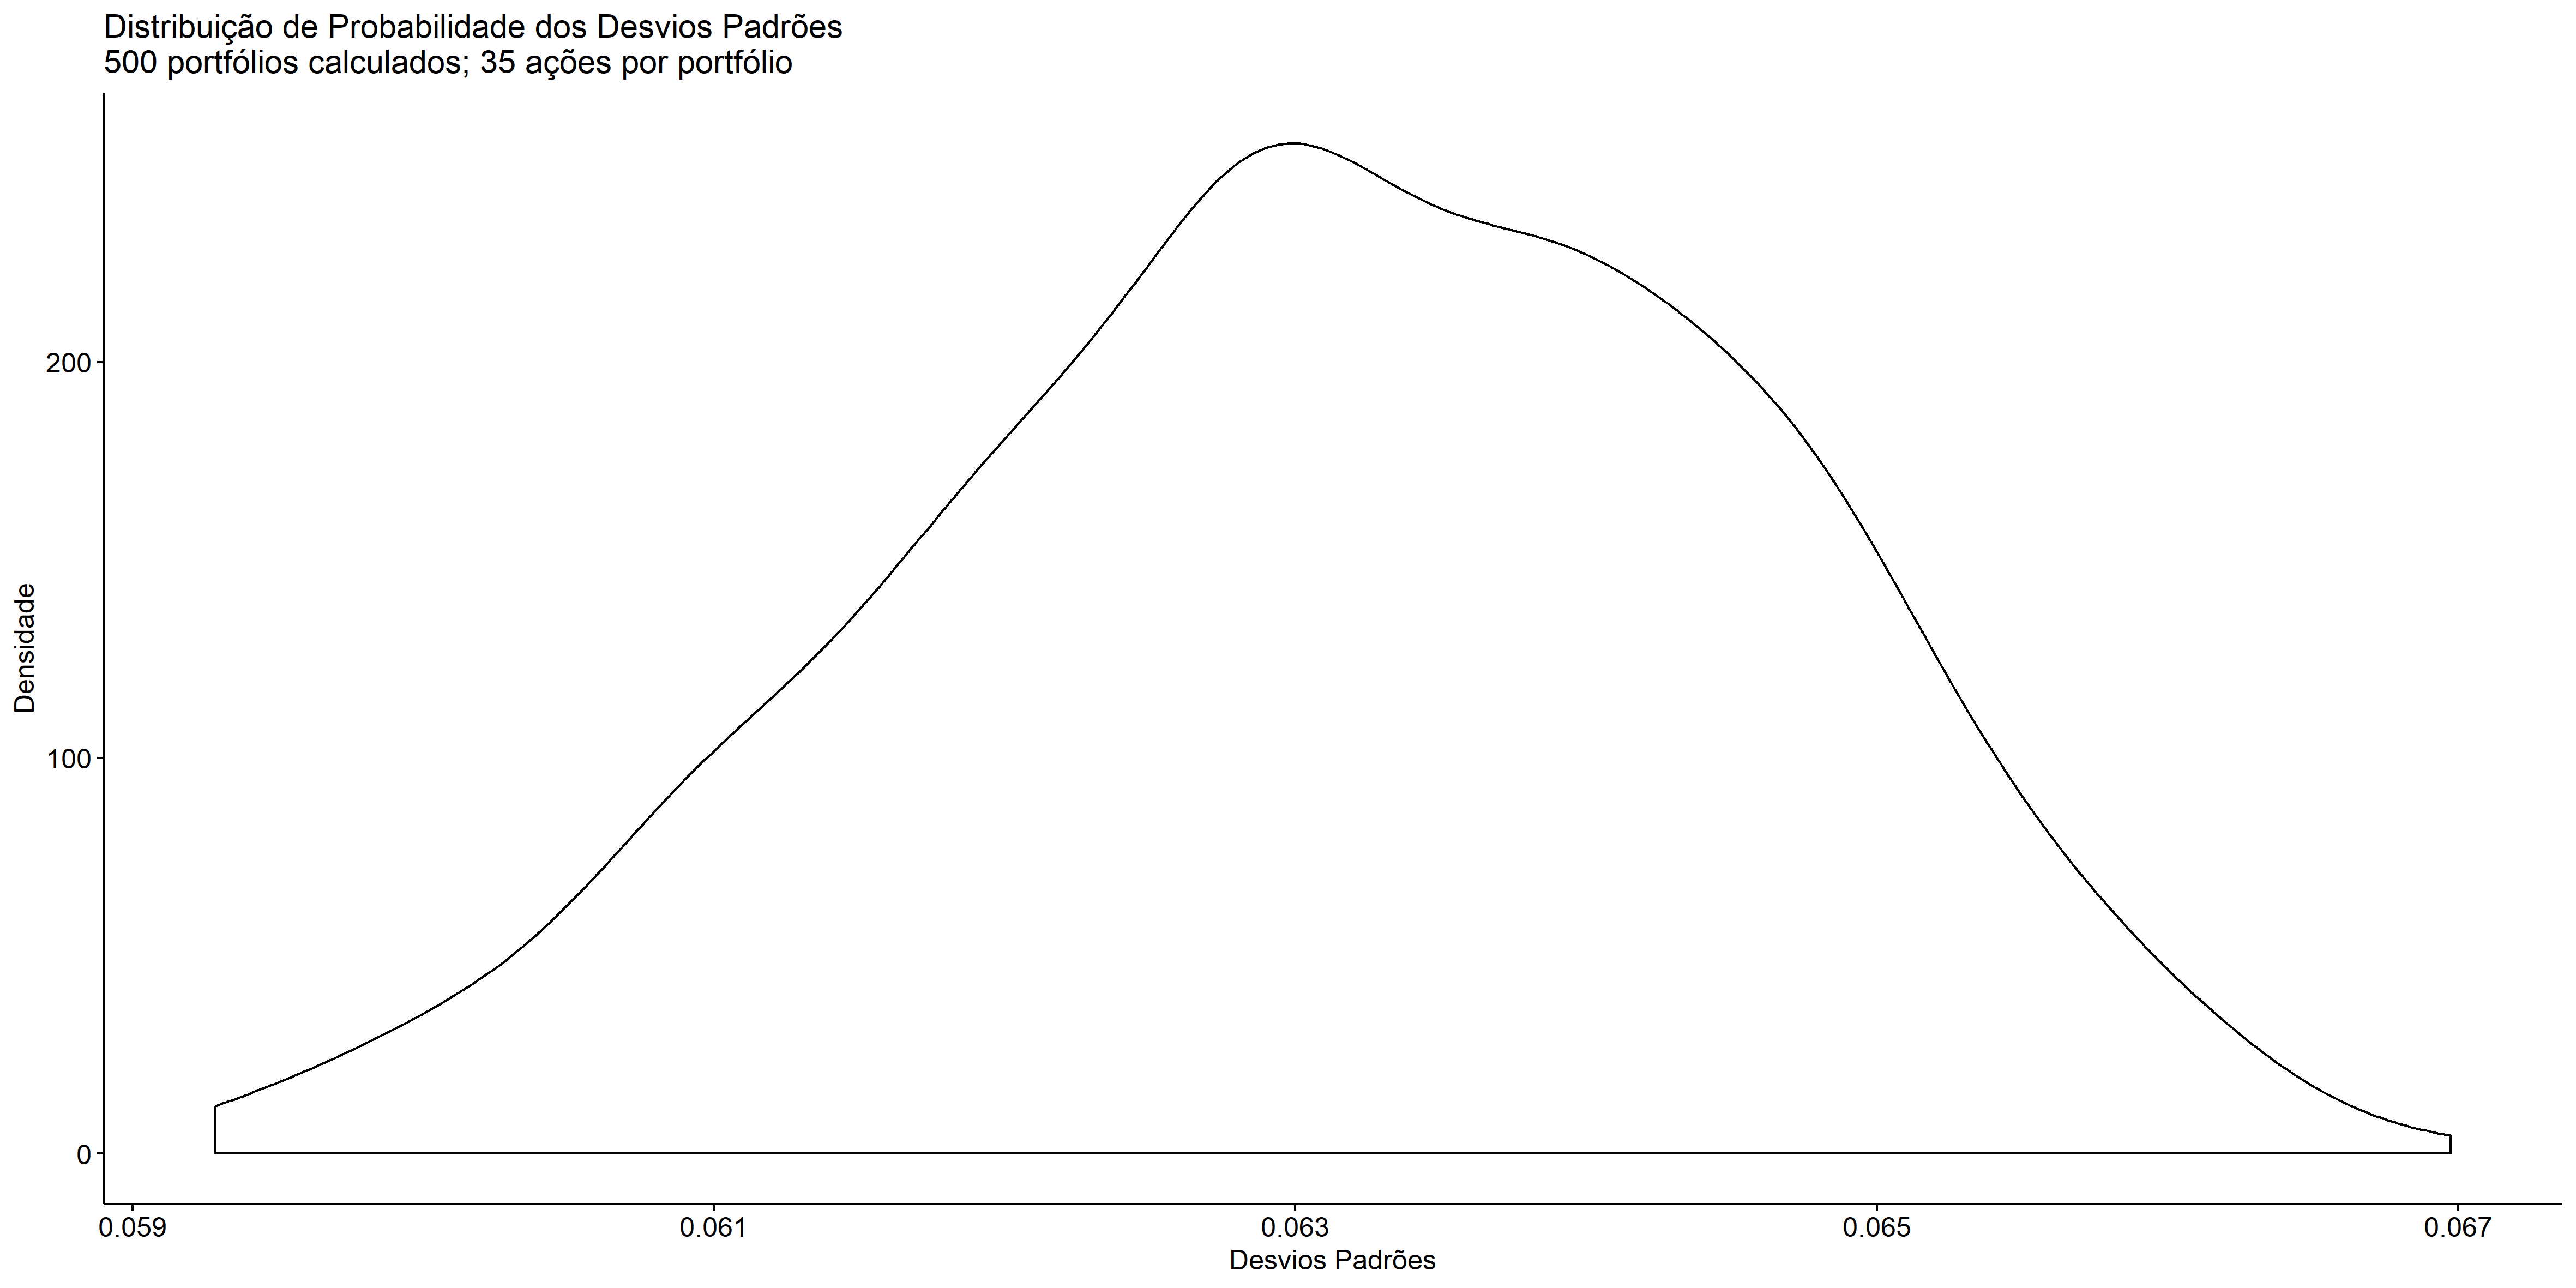 Distribuição de Probabilidade dos Desvios Padrões
500 portfólios calculados; 35 ações por portfólio
Densidade
200
100
0
0.059
0.061
0.063
0.065
0.067
Desvios Padrões